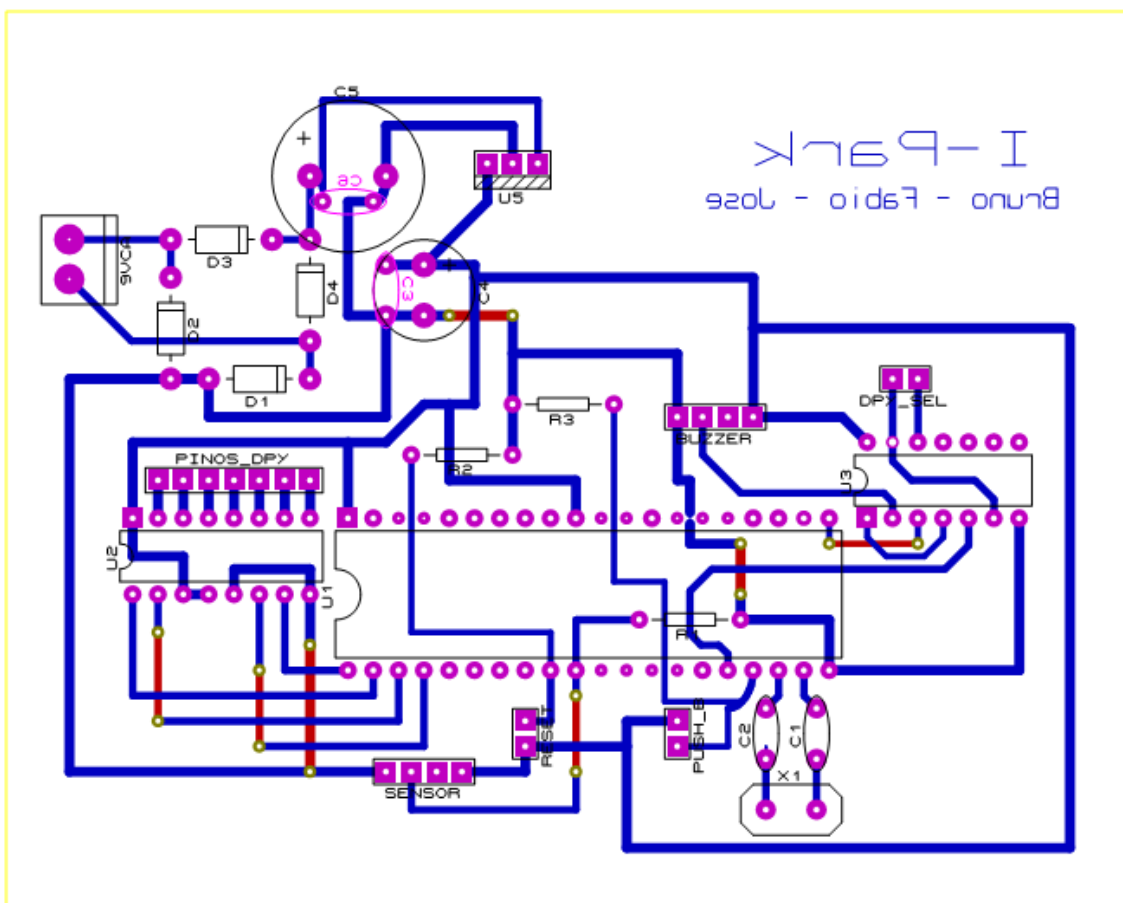 C5
I-Park
Bruno - Fabio - Jose
C6
U5
D3
9VCA
D4
C3
C4
D2
D1
R3
DPY_SEL
BUZZER
PINOS_DPY
R2
U3
U2
U1
RESET
PUSH_B
C2
C1
X1
SENSOR